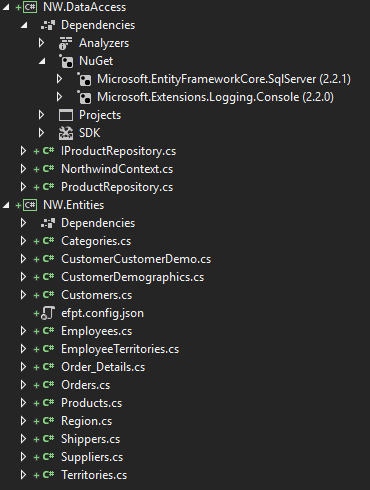 C# NW.DataAccess
Dependencies
Analyzers
NuGet
Microsoft.EntityFrameworkCore.SqlServer (2.2.1)
Microsoft.Extensions.Logging.Console (2.2.0)
Projects
SDK
C# IProductRepository.cs
C# NorthwindContext.cs
C# ProductRepository.cs
C# NW.Entities
Dependencies
C# Categories.cs
C# CustomerCustomerDemo.cs
C# CustomerDemographics.cs
C# Customers.cs
efpt.config.json
C# Employees.cs
C# EmployeeTerritories.cs
C# Order_Details.cs
C# Orders.cs
C# Products.cs
C# Region.cs
C# Shippers.cs
C# Suppliers.cs
C# Territories.cs